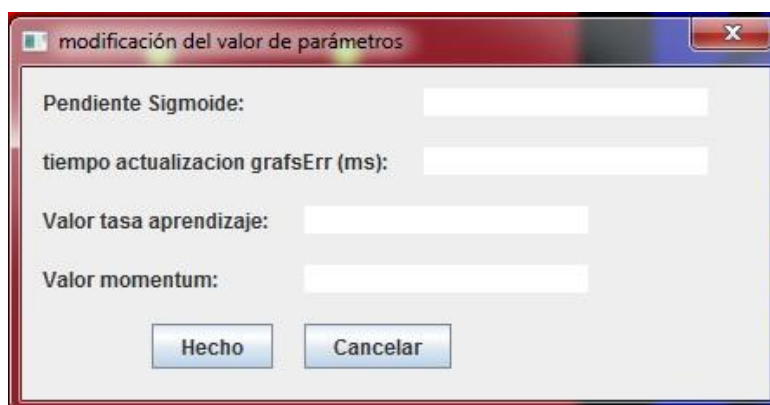 modificación del valor de parámetros
Pendiente Sigmoide:
tiempo actualizacion grafsErr (ms):
Valor tasa aprendizaje:
Valor momentum:
Hecho Cancelar